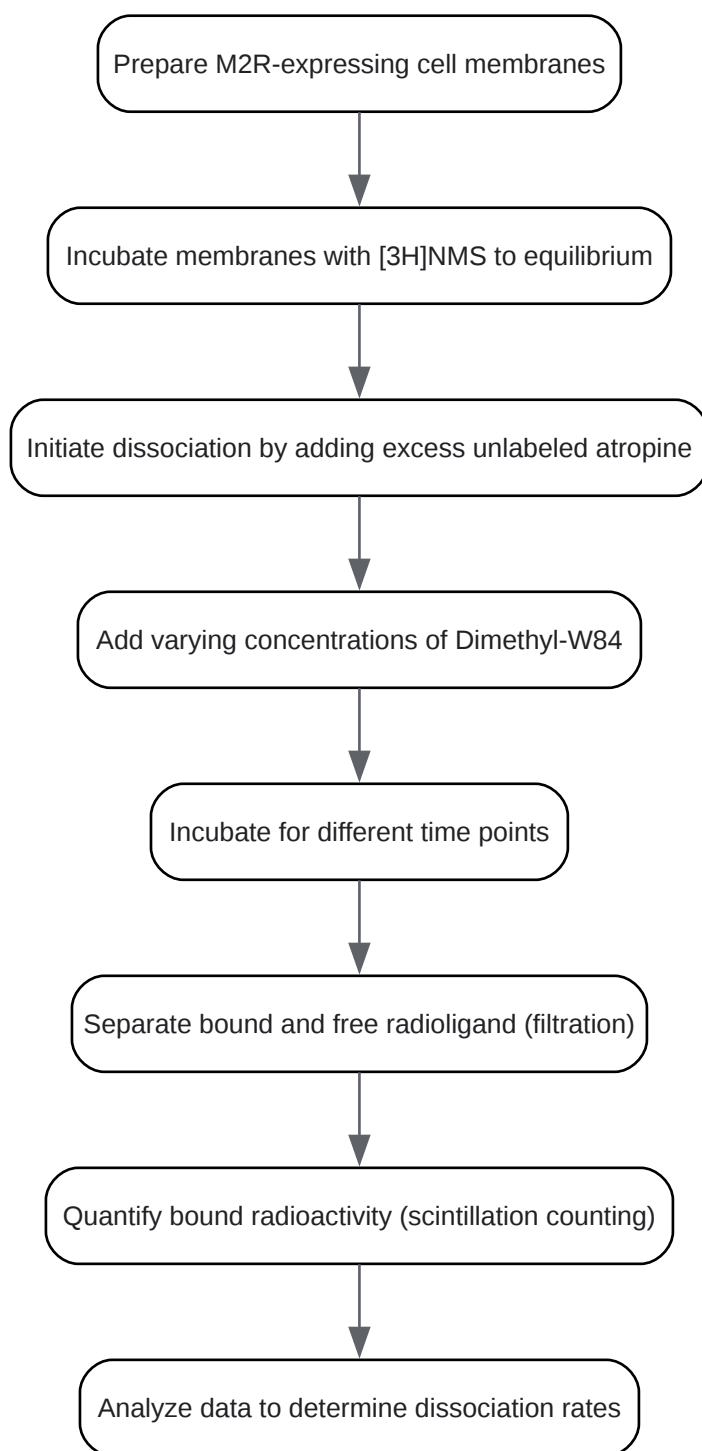 Prepare M2R-expressing cell membranes
Incubate membranes with [3H]NMS to equilibrium
Initiate dissociation by adding excess unlabeled atropine
Add varying concentrations of Dimethyl-W84
Incubate for different time points
Separate bound and free radioligand (filtration)
Quantify bound radioactivity (scintillation counting)
Analyze data to determine dissociation rates